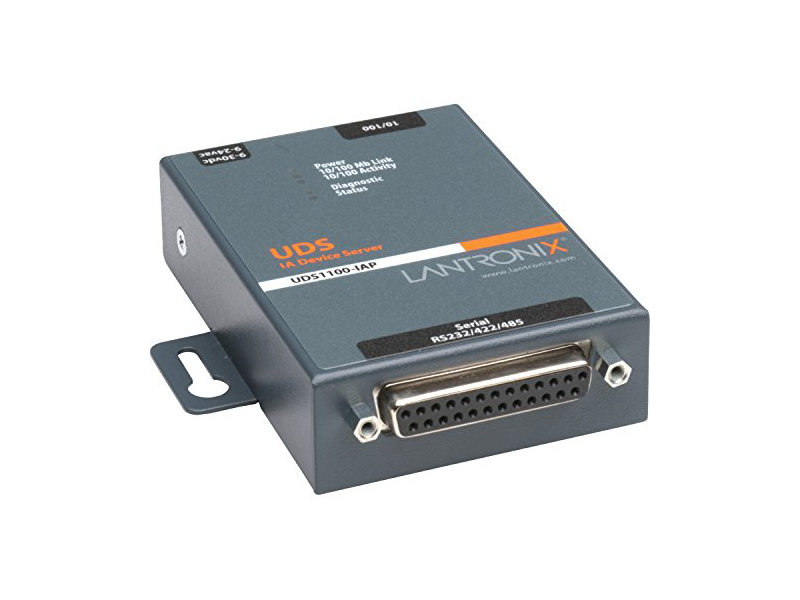 10/100
9-30vdc
9-24vac
Power
10/100 Mb Link
10/100 Activity
Diagnostic
Status
UDS
IA Device Server
UDS1100-IAP
LANTRONIX®
www.lantronix.com
Serial
RS232/422/485